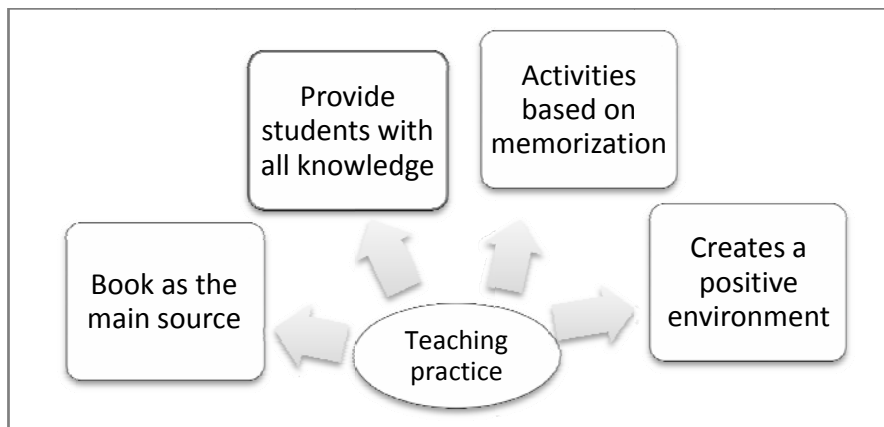 Provide
students with
all knowledge
Activities
based on
memorization
Book as the
main source
Creates a
positive
environment
Teaching
practice